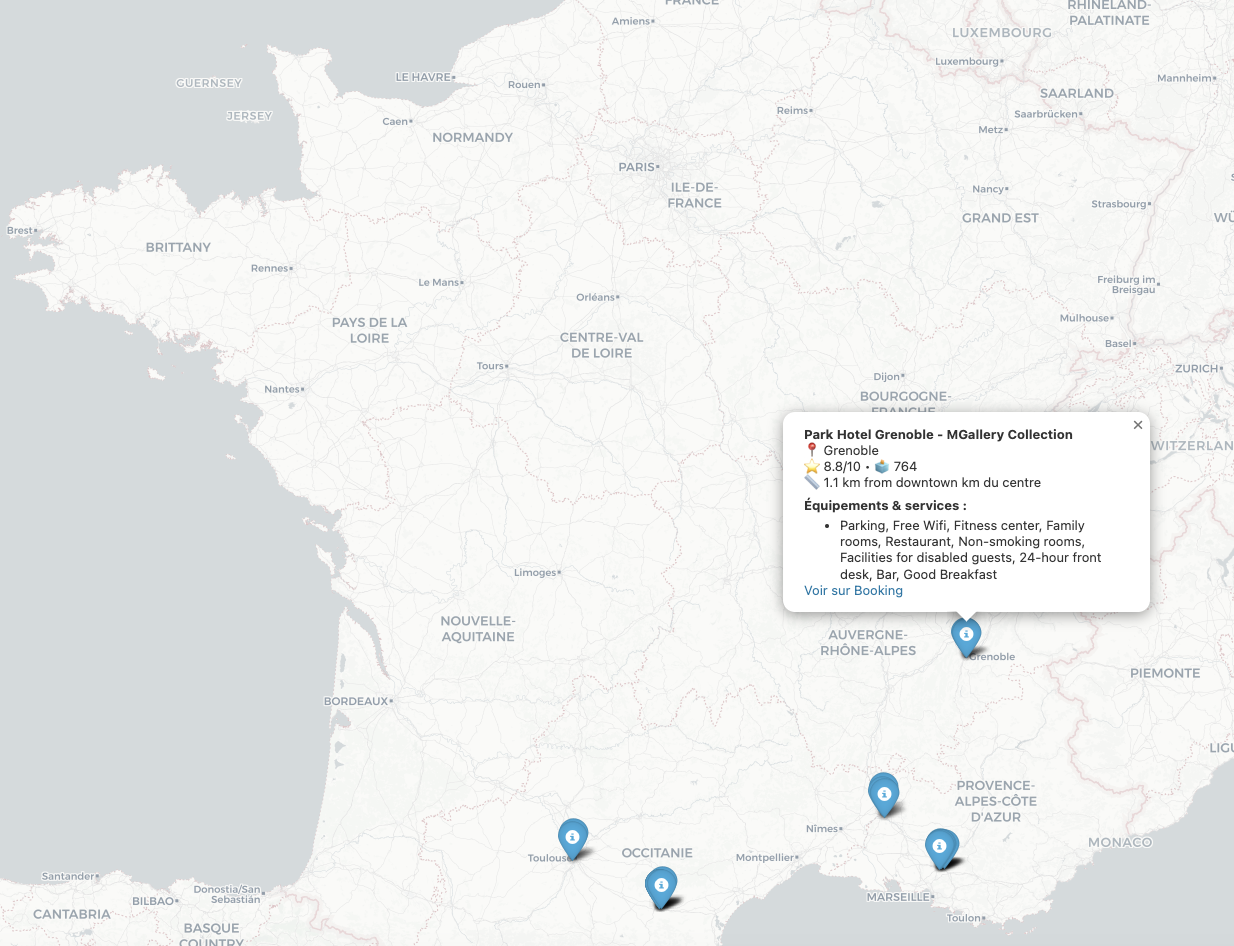 FRANCE
RHINELAND-
PALATINATE
Amiens
LUXEMBOURG
Luxembourg
GUERNSEY
LE HAVRE
Rouen
Mannheim
SAARLAND
JERSEY
Caen
Reims
Saarbrücken
NORMANDY
Metz
PARIS
ILE-DE-
FRANCE
Nancy
Strasbourg
GRAND EST
WÜ
Brest
BRITTANY
Rennes
Le Mans
Orléans
Freiburg im
Breisgau
PAYS DE LA
LOIRE
Mulhouse
CENTRE-VAL
DE LOIRE
Basel
Tours
ZURICH
Dijon
Nantes
BOURGOGNE-
FRANCHE
WITZERLAN
Park Hotel Grenoble - MGallery Collection
×
📍 Grenoble
⭐ 8.8/10 • 🗳️ 764
📏 1.1 km from downtown km du centre
Équipements & services :
• Parking, Free Wifi, Fitness center, Family
rooms, Restaurant, Non-smoking rooms,
Facilities for disabled guests, 24-hour front
desk, Bar, Good Breakfast
Voir sur Booking
Limoges
NOUVELLE-
AQUITAINE
AUVERGNE-
RHÔNE-ALPES
Grenoble
PIEMONTE
BORDEAUX
LIGU
PROVENCE-
ALPES-CÔTE
D'AZUR
Nîmes
MONACO
Toulouse
OCCITANIE
Montpellier
Santander
Donostia/San
Sebastián
BILBAO
MARSEILLE
CANTABRIA
Toulon
BASQUE
COUNTRY